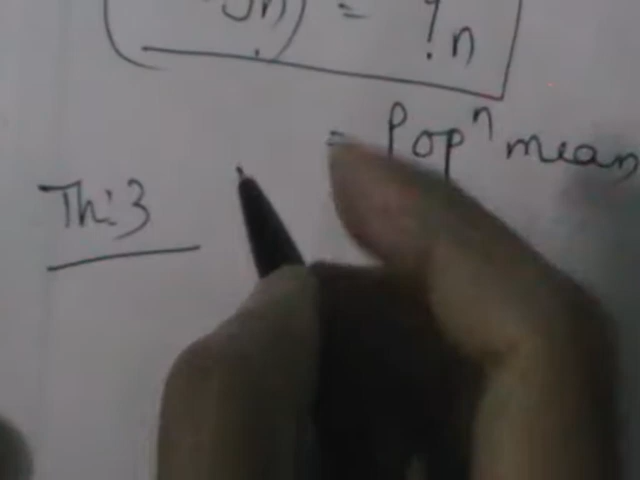 n) = n
= Popⁿ mean
Th:3